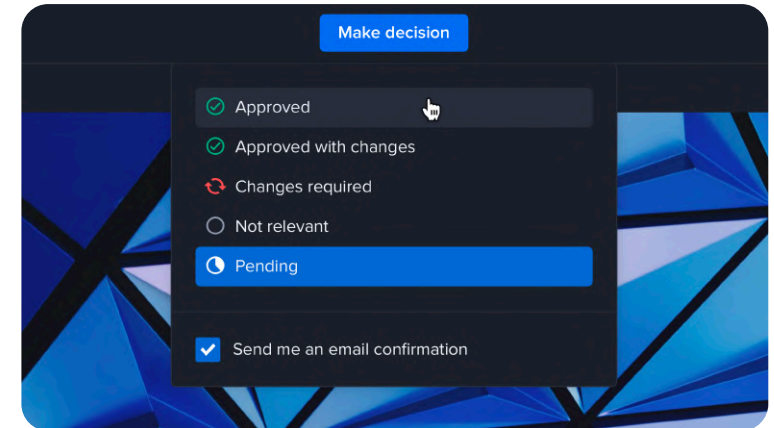 Make decision
Approved
Approved with changes
Changes required
Not relevant
Pending
Send me an email confirmation